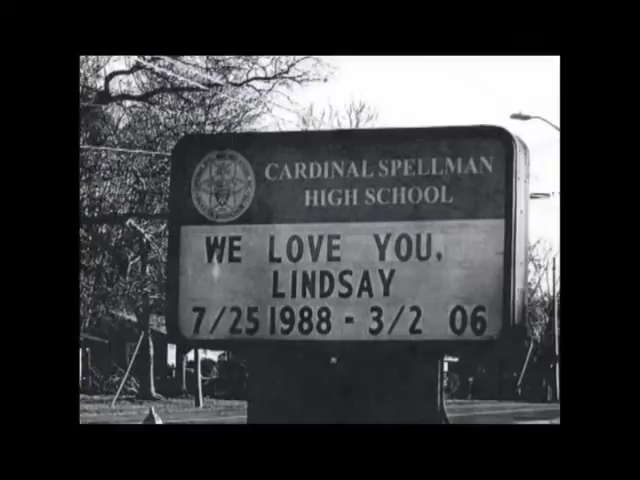 CARDINAL SPELLMAN
HIGH SCHOOL
WE LOVE YOU,
LINDSAY
7/25 1988 - 3/2 06